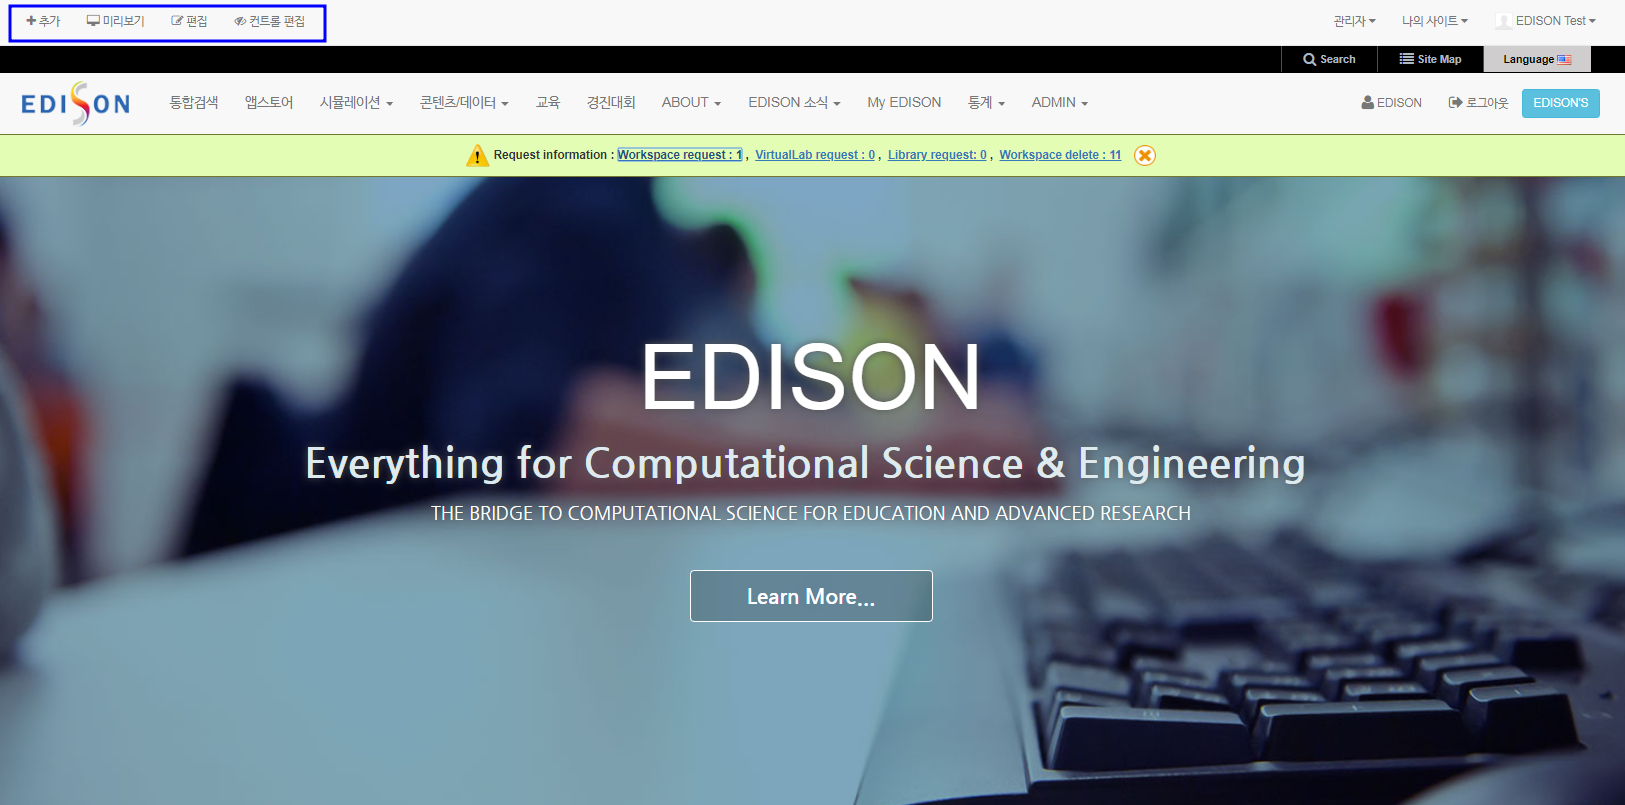 추가 미리보기 편집 컨트롤 편집 관리자 나의 사이트 EDISON Test
Search Site Map Language
EDISON 통합검색 앱스토어 시뮬레이션 콘텐츠/데이터 교육 경진대회 ABOUT EDISON 소식 My EDISON 통계 ADMIN EDISON 로그아웃 EDISON'S
Request information : Workspace request : 1 , VirtualLab request : 0 , Library request: 0 , Workspace delete : 11
EDISON
Everything for Computational Science & Engineering
THE BRIDGE TO COMPUTATIONAL SCIENCE FOR EDUCATION AND ADVANCED RESEARCH
Learn More...